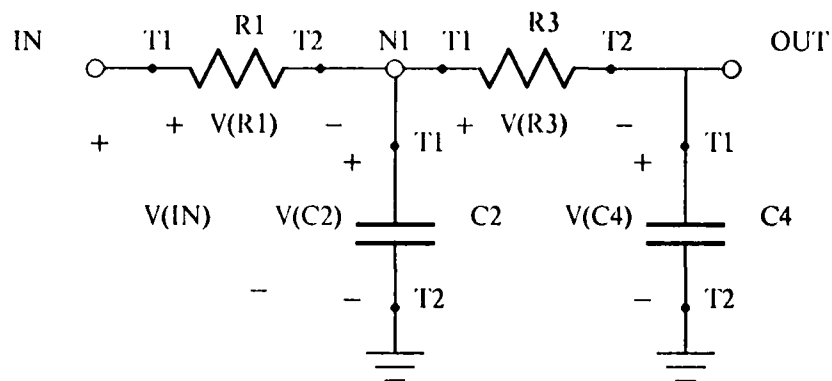 IN T1 R1 T2 N1 T1 R3 T2 OUT
+ + V(R1) − + V(R3) −
+ T1 + T1
V(IN) V(C2) C2 V(C4) C4
− − T2 − T2